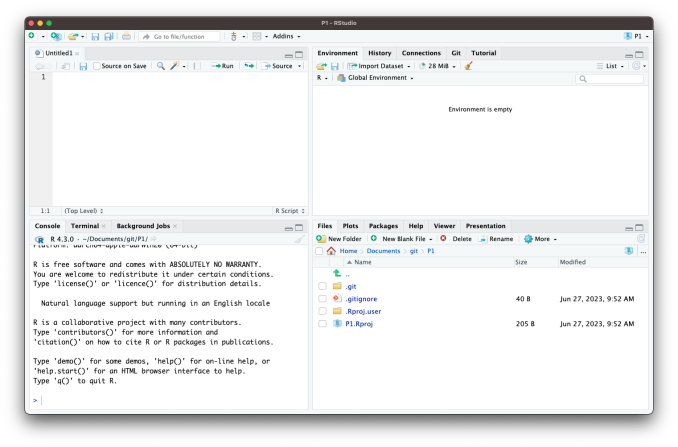 P1 - RStudio
Go to file/function
Addins
P1
Untitled1
Source on Save
Run
Source
1
1:1
(Top Level)
R Script
Environment History Connections Git Tutorial
Import Dataset
28 MiB
List
R
Global Environment
Environment is empty
Console Terminal Background Jobs
R 4.3.0 · ~/Documents/git/P1/
Platform: aarch64-apple-darwin20 (64-bit)
R is free software and comes with ABSOLUTELY NO WARRANTY.
You are welcome to redistribute it under certain conditions.
Type 'license()' or 'licence()' for distribution details.
Natural language support but running in an English locale
R is a collaborative project with many contributors.
Type 'contributors()' for more information and
'citation()' on how to cite R or R packages in publications.
Type 'demo()' for some demos, 'help()' for on-line help, or
'help.start()' for an HTML browser interface to help.
Type 'q()' to quit R.
>
Files Plots Packages Help Viewer Presentation
New Folder New Blank File Delete Rename More
Home Documents git P1 ...
Name Size Modified
..
.git
.gitignore 40 B Jun 27, 2023, 9:52 AM
.Rproj.user
P1.Rproj 205 B Jun 27, 2023, 9:52 AM